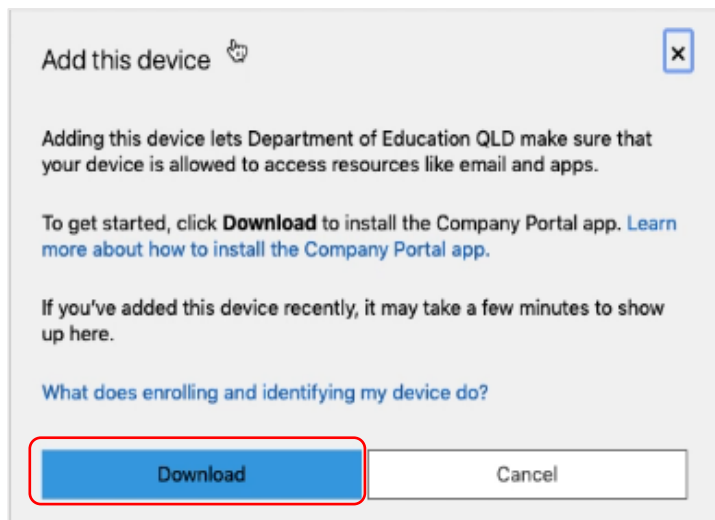 Add this device
×
Adding this device lets Department of Education QLD make sure that
your device is allowed to access resources like email and apps.
To get started, click Download to install the Company Portal app. Learn
more about how to install the Company Portal app.
If you've added this device recently, it may take a few minutes to show
up here.
What does enrolling and identifying my device do?
Download
Cancel